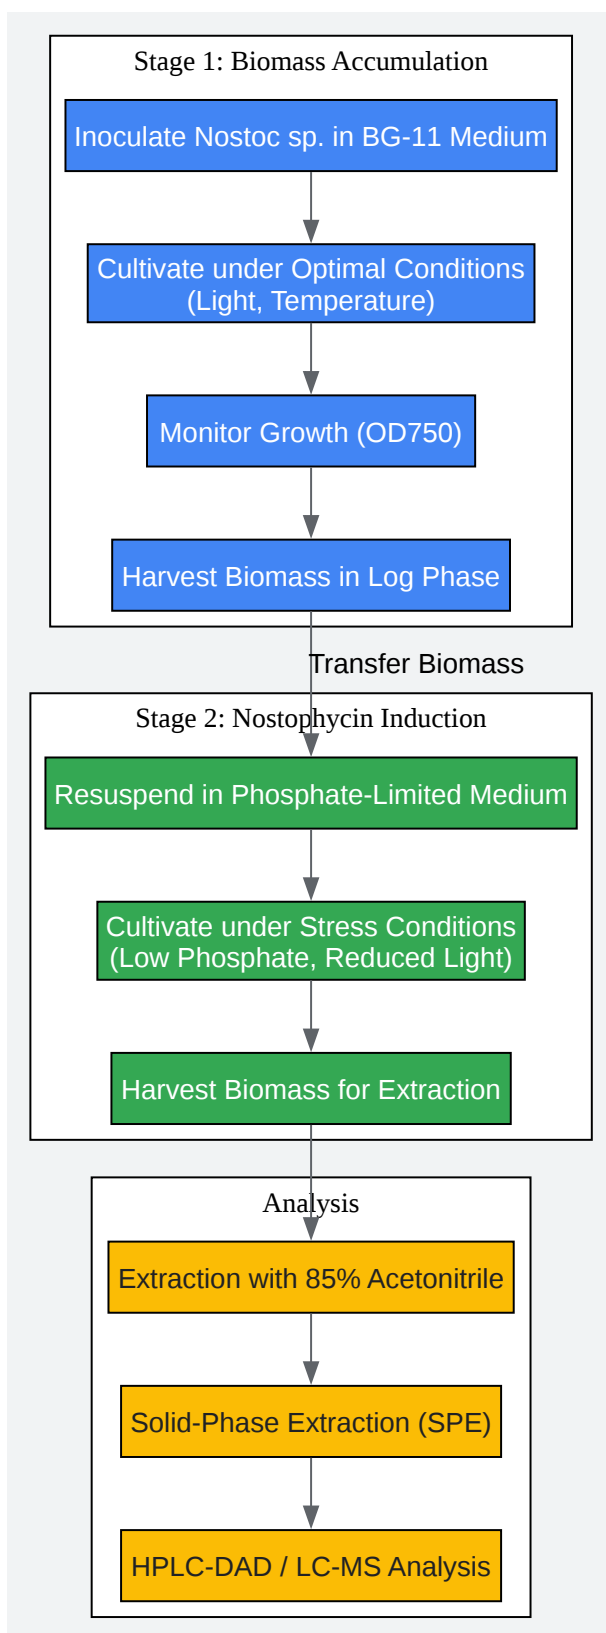 Stage 1: Biomass Accumulation
Inoculate Nostoc sp. in BG-11 Medium
Cultivate under Optimal Conditions
(Light, Temperature)
Monitor Growth (OD750)
Harvest Biomass in Log Phase
Transfer Biomass
Stage 2: Nostophycin Induction
Resuspend in Phosphate-Limited Medium
Cultivate under Stress Conditions
(Low Phosphate, Reduced Light)
Harvest Biomass for Extraction
Analysis
Extraction with 85% Acetonitrile
Solid-Phase Extraction (SPE)
HPLC-DAD / LC-MS Analysis